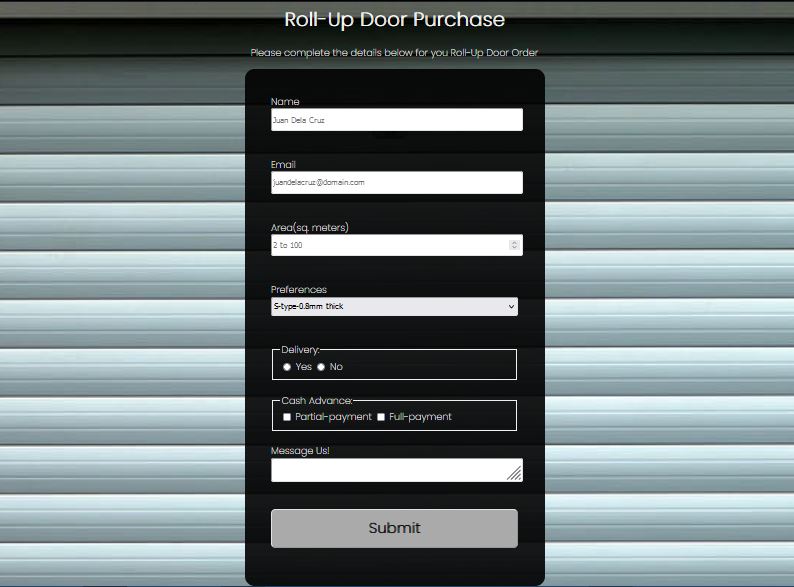 Roll-Up Door Purchase
Please complete the details below for you Roll-Up Door Order
Name
Juan Dela Cruz
Email
juandelacruz@domain.com
Area(sq. meters)
2 to 100
Preferences
S-type-0.8mm thick
Delivery:
Yes No
Cash Advance:
Partial-payment Full-payment
Message Us!
Submit